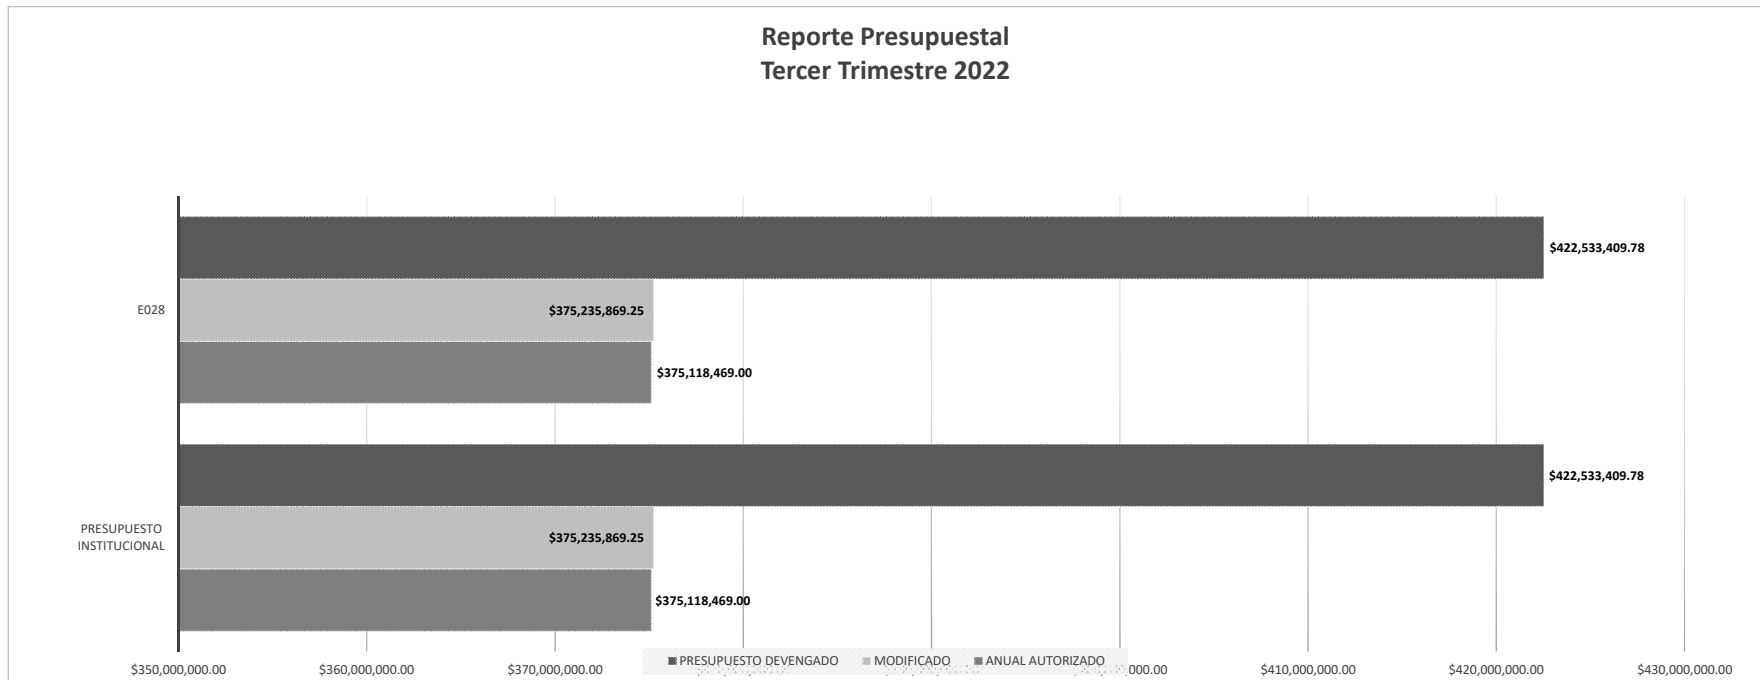 Reporte Presupuestal
Tercer Trimestre 2022
$422,533,409.78
E028
$375,235,869.25
$375,118,469.00
$422,533,409.78
PRESUPUESTO
INSTITUCIONAL
$375,235,869.25
$375,118,469.00
PRESUPUESTO DEVENGADO MODIFICADO ANUAL AUTORIZADO
$350,000,000.00 $360,000,000.00 $370,000,000.00 $410,000,000.00 $420,000,000.00 $430,000,000.00